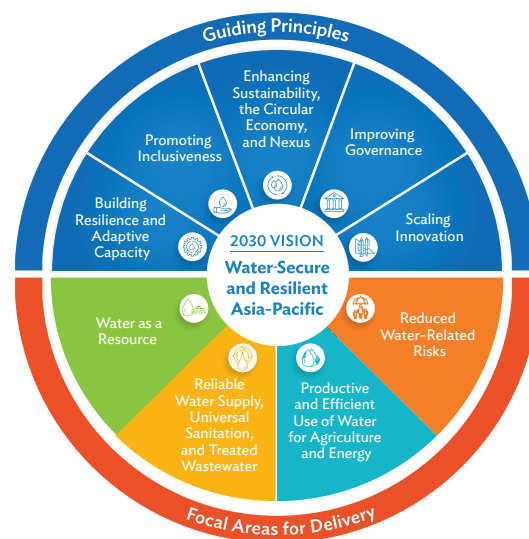 Guiding Principles
Building
Resilience and
Adaptive
Capacity
Promoting
Inclusiveness
Enhancing
Sustainability,
the Circular
Economy,
and Nexus
Improving
Governance
Scaling
Innovation
2030 VISION
Water-Secure
and Resilient
Asia-Pacific
Water as a
Resource
Reliable
Water Supply,
Universal
Sanitation,
and Treated
Wastewater
Productive
and Efficient
Use of Water
for Agriculture
and Energy
Reduced
Water-Related
Risks
Focal Areas for Delivery